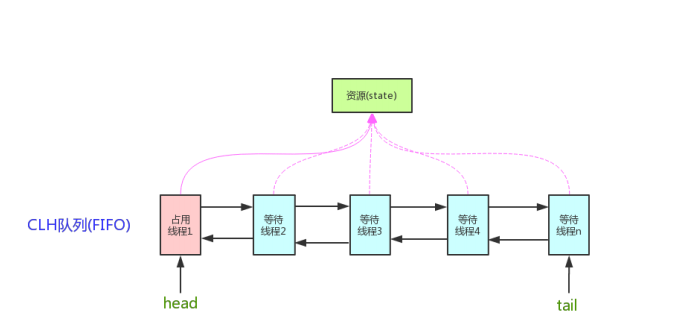 资源(state)
CLH队列(FIFO)
占用
线程1
等待
线程2
等待
线程3
等待
线程4
等待
线程n
head
tail